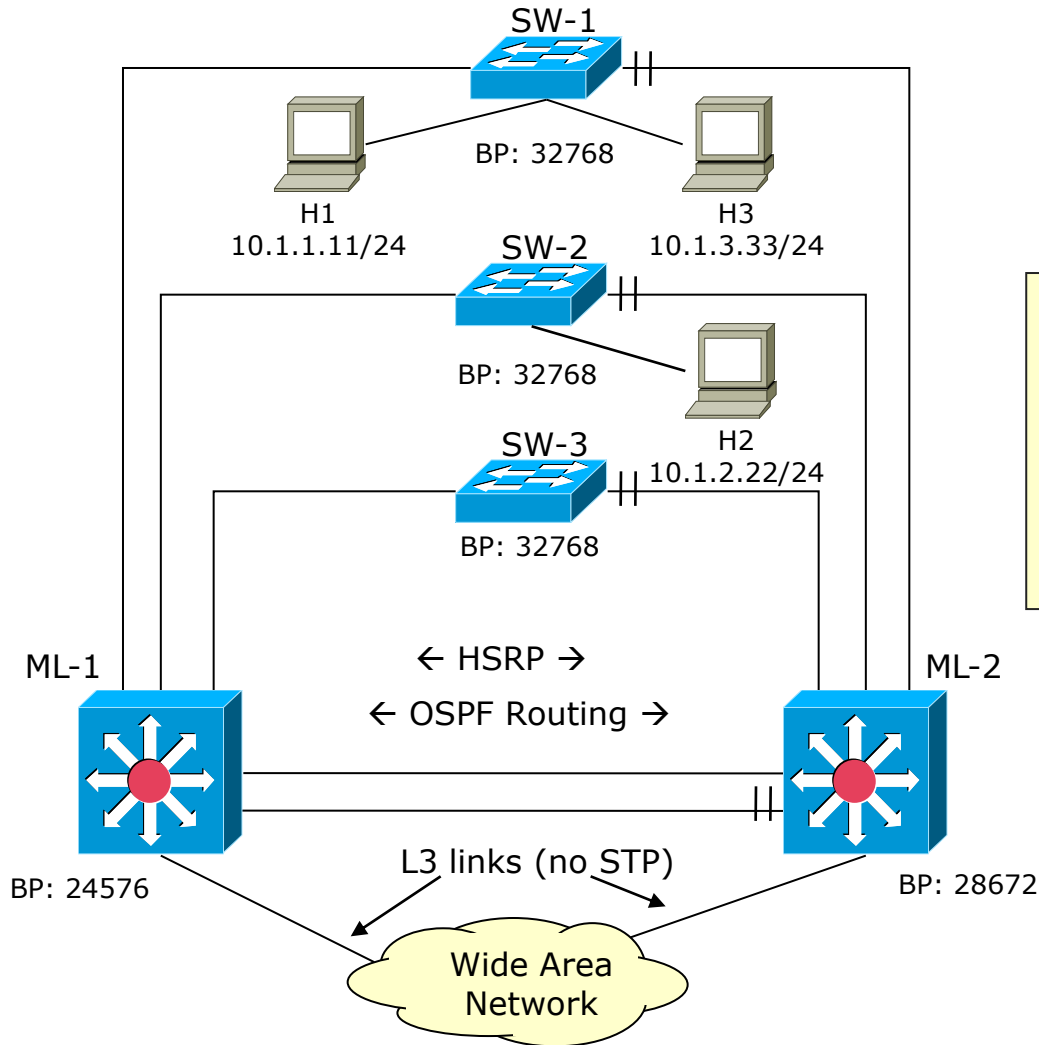 SW-1
BP: 32768
H1
10.1.1.11/24
H3
10.1.3.33/24
SW-2
BP: 32768
H2
10.1.2.22/24
SW-3
BP: 32768
ML-1
← HSRP →
ML-2
← OSPF Routing →
L3 links (no STP)
BP: 24576
BP: 28672
Wide Area
Network